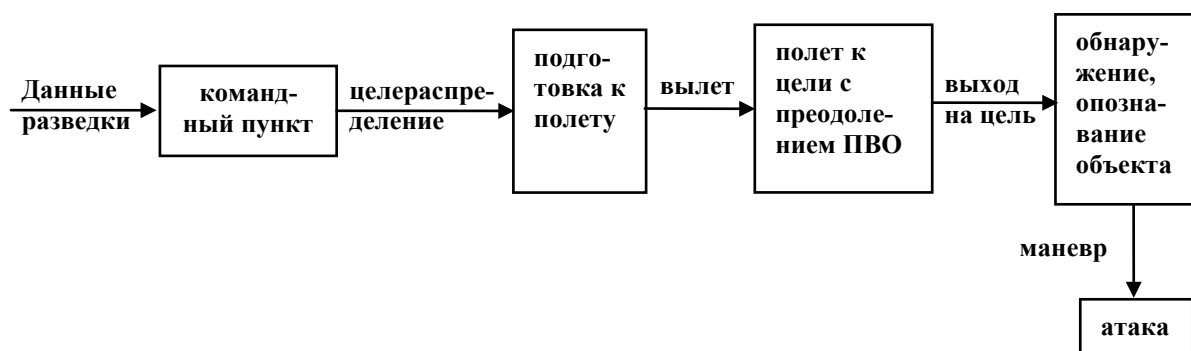 Данные
разведки
команд-
ный пункт
целераспре-
деление
подго-
товка к
полету
вылет
полет к
цели с
преодоле-
нием ПВО
выход
на цель
обнару-
жение,
опозна-
вание
объекта
маневр
атака